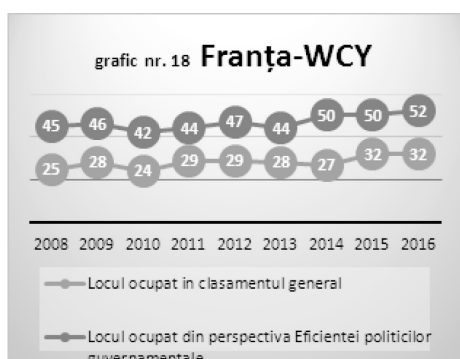 grafic nr. 18 Franța-WCY
45 46 42 44 47 44 50 50 52
25 28 24 29 29 28 27 32 32
2008 2009 2010 2011 2012 2013 2014 2015 2016
Locul ocupat in clasamentul general
Locul ocupat din perspectiva Eficientei politicilor
guvernamentale